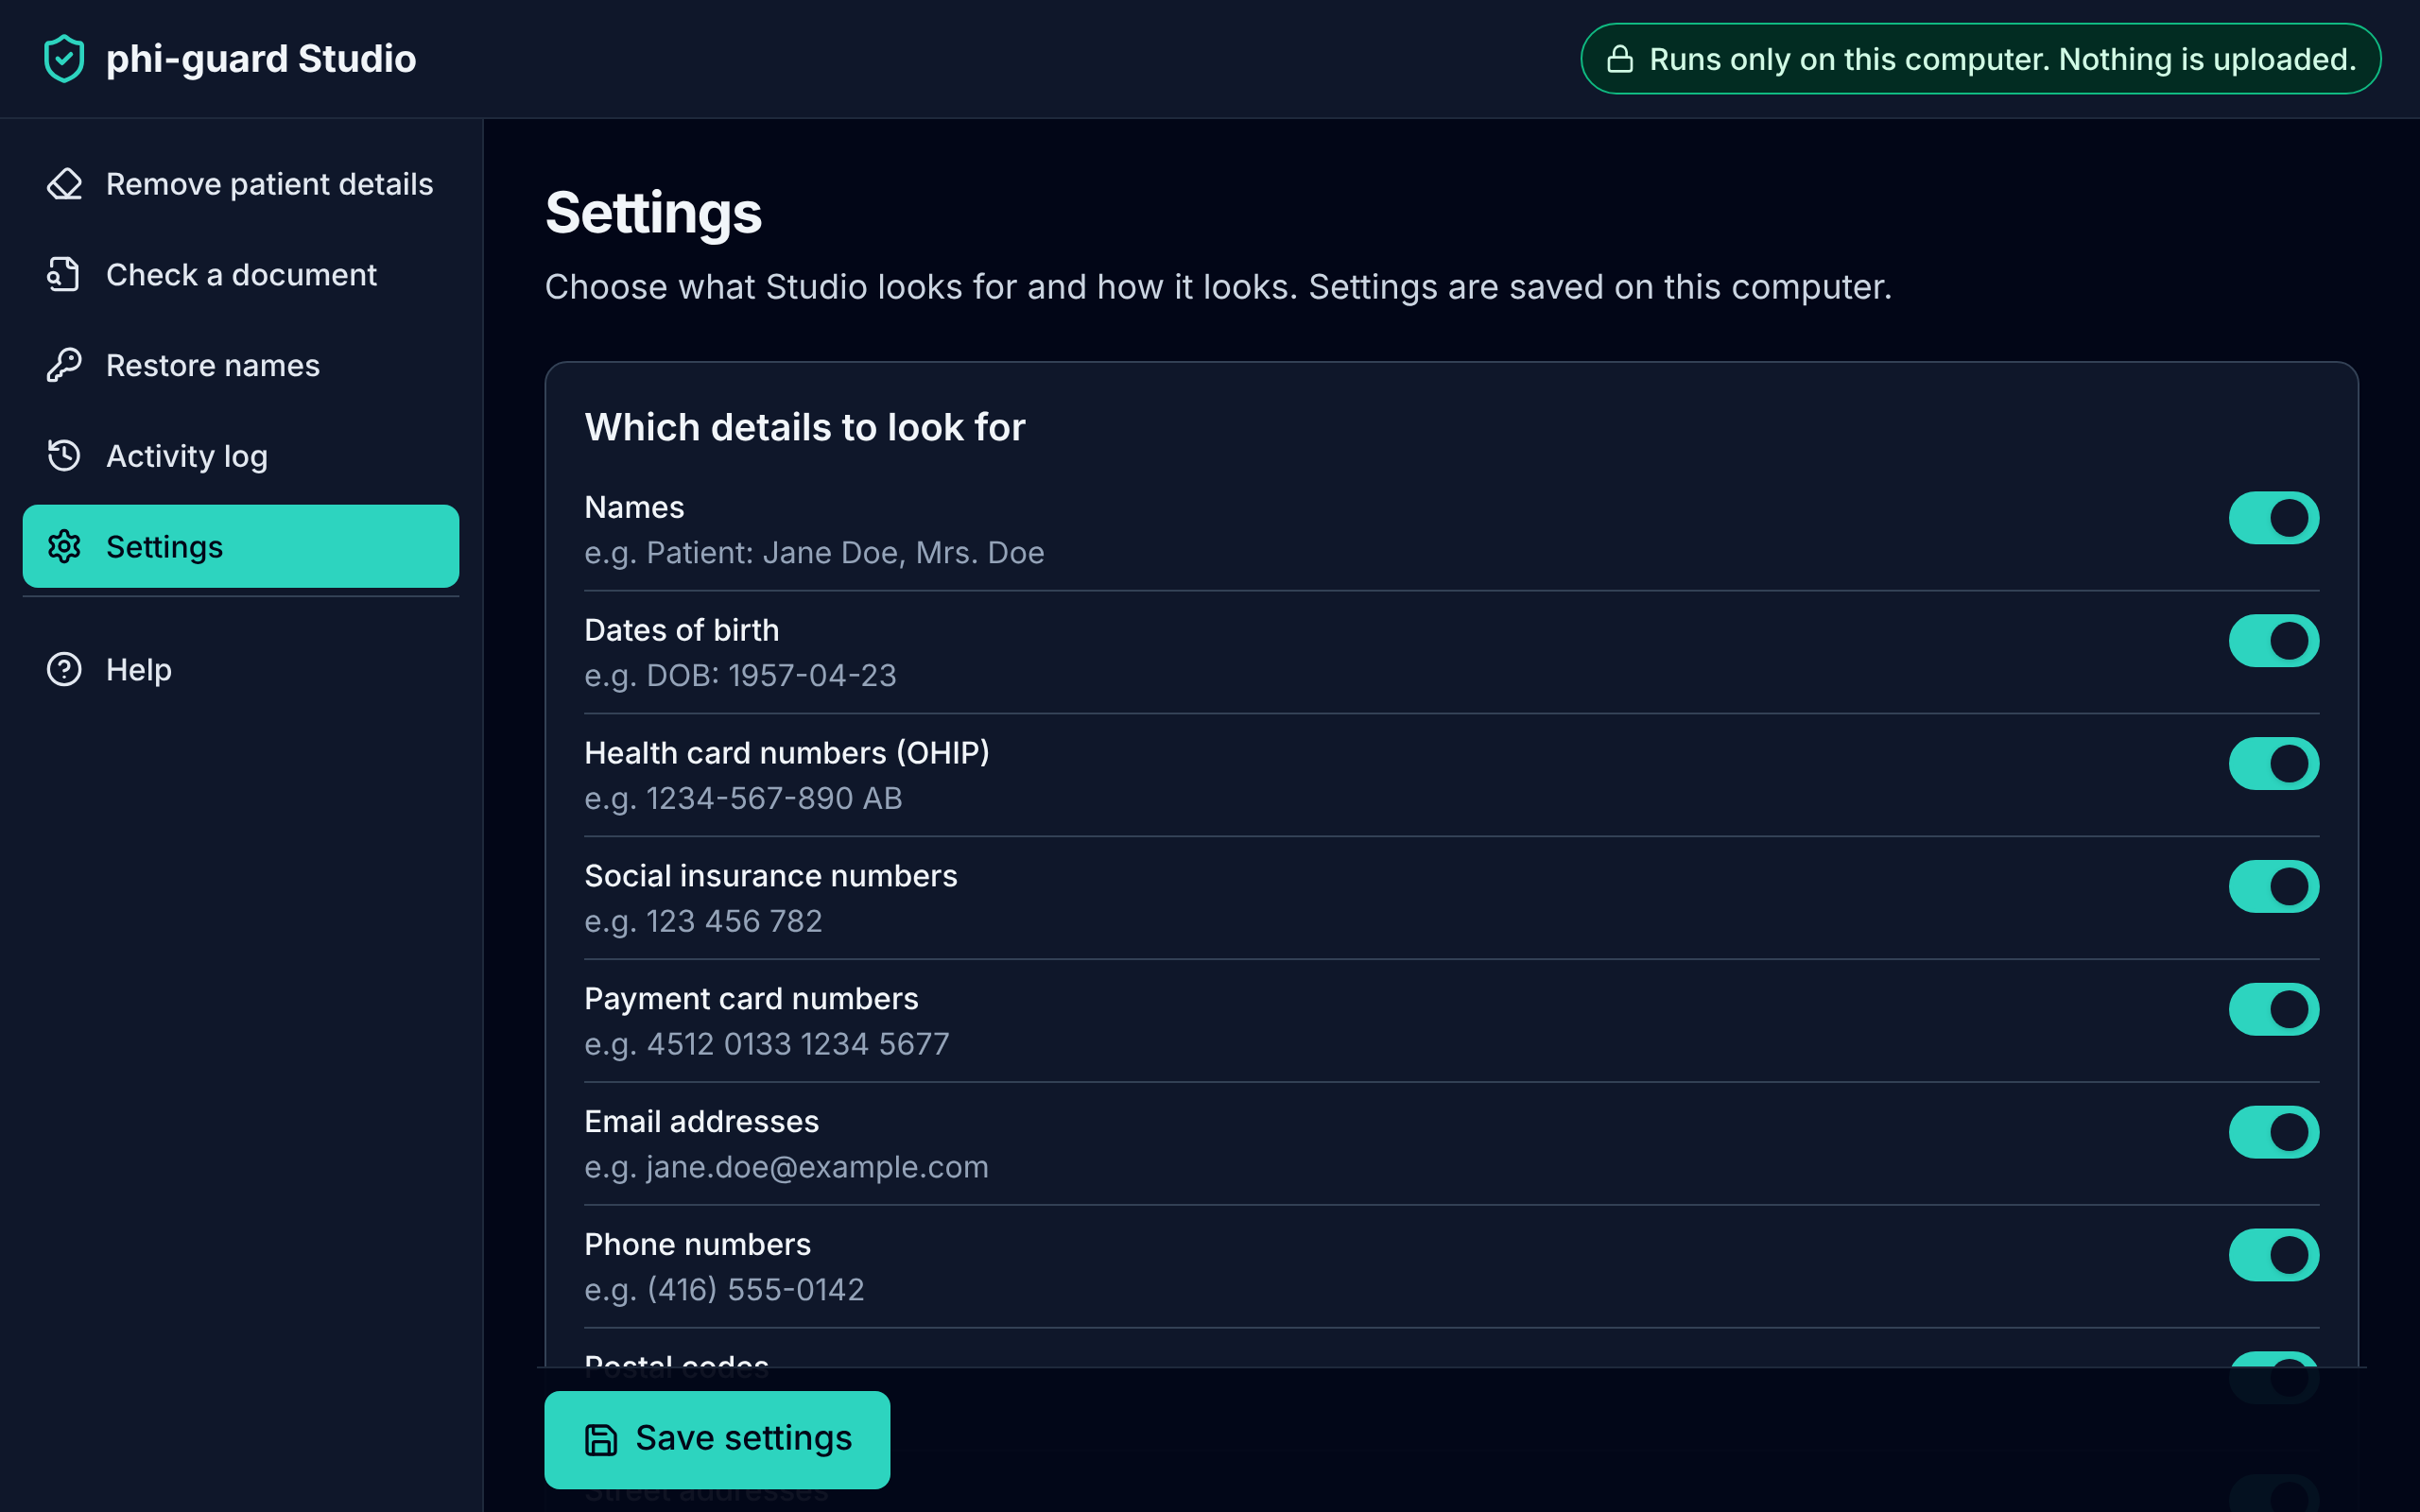 phi-guard Studio
Runs only on this computer. Nothing is uploaded.
Remove patient details
Check a document
Restore names
Activity log
Settings
Help
Settings
Choose what Studio looks for and how it looks. Settings are saved on this computer.
Which details to look for
Names
e.g. Patient: Jane Doe, Mrs. Doe
Dates of birth
e.g. DOB: 1957-04-23
Health card numbers (OHIP)
e.g. 1234-567-890 AB
Social insurance numbers
e.g. 123 456 782
Payment card numbers
e.g. 4512 0133 1234 5677
Email addresses
e.g. jane.doe@example.com
Phone numbers
e.g. (416) 555-0142
Postal codes
Save settings
Street addresses